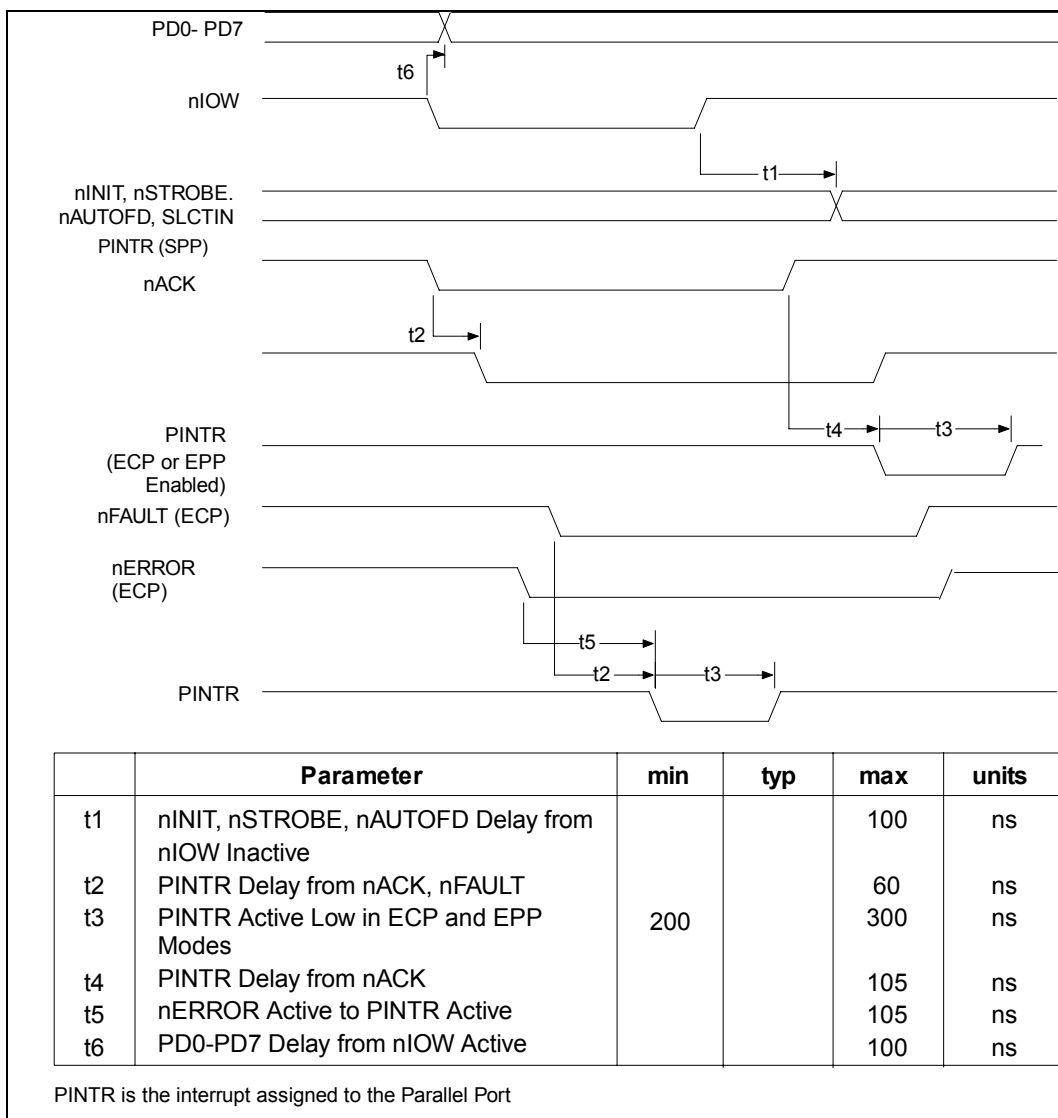 PD0- PD7
t6
nIOW
t1
nINIT, nSTROBE.
nAUTOFD, SLCTIN
PINTR (SPP)
nACK
t2
t4 t3
PINTR
(ECP or EPP
Enabled)
nFAULT (ECP)
nERROR
(ECP)
t5
t2 t3
PINTR
Parameter min typ max units
t1 nINIT, nSTROBE, nAUTOFD Delay from 100 ns
nIOW Inactive
t2 PINTR Delay from nACK, nFAULT 60 ns
t3 PINTR Active Low in ECP and EPP 200 300 ns
Modes
t4 PINTR Delay from nACK 105 ns
t5 nERROR Active to PINTR Active 105 ns
t6 PD0-PD7 Delay from nIOW Active 100 ns
PINTR is the interrupt assigned to the Parallel Port